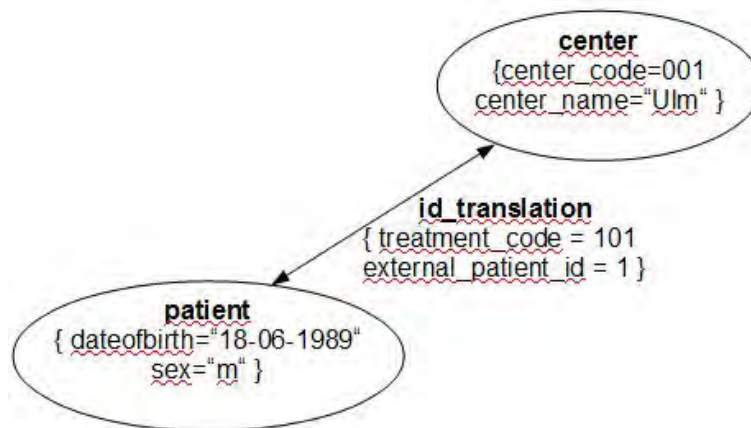 center
{center_code=001
center_name=“Ulm“ }
id_translation
{ treatment_code = 101
external_patient_id = 1 }
patient
{ dateofbirth=“18-06-1989“
sex=“m“ }